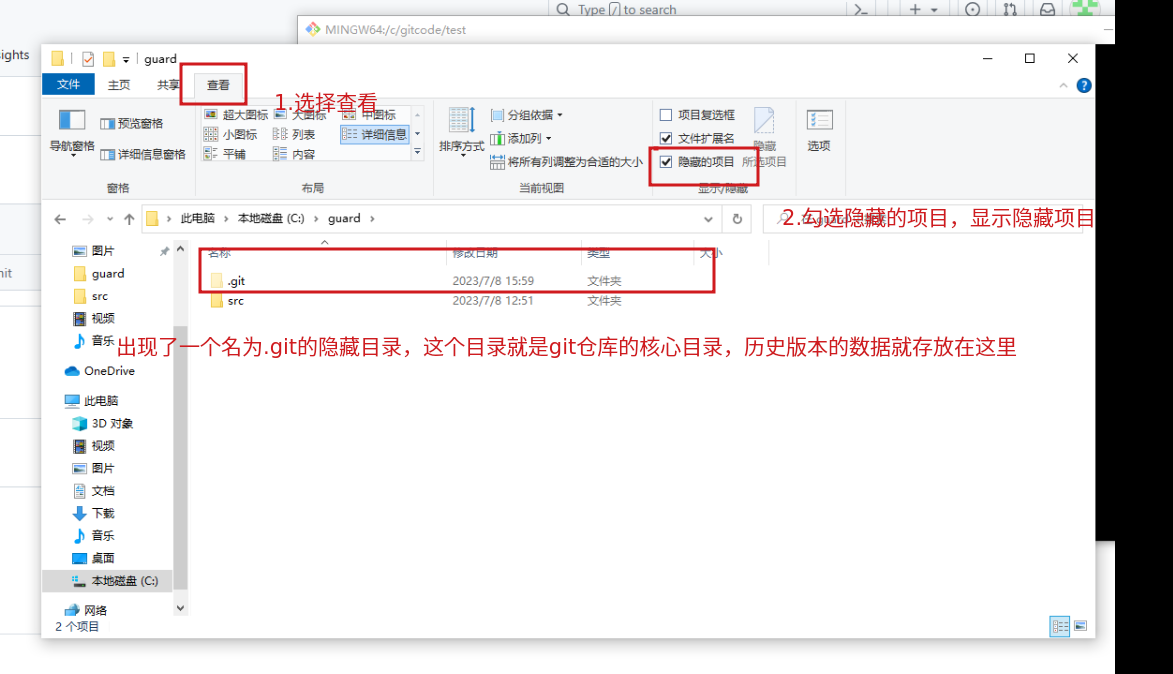 Type / to search
MINGW64:/c/gitcode/test
sights
guard
文件 主页 共享 查看
1.选择查看
导航窗格
预览窗格
详细信息窗格
窗格
超大图标 大图标 中图标
小图标 列表 详细信息
平铺 内容
布局
排序方式
分组依据
添加列
将所有列调整为合适的大小
当前视图
项目复选框
文件扩展名
隐藏的项目
隐藏
所选项目
显示/隐藏
选项
此电脑 › 本地磁盘 (C:) › guard ›
2.勾选隐藏的项目，显示隐藏项目
名称 修改日期 类型 大小
.git 2023/7/8 15:59 文件夹
src 2023/7/8 12:51 文件夹
出现了一个名为.git的隐藏目录，这个目录就是git仓库的核心目录，历史版本的数据就存放在这里
图片
guard
src
视频
音乐
OneDrive
此电脑
3D 对象
视频
图片
文档
下载
音乐
桌面
本地磁盘 (C:)
网络
2 个项目